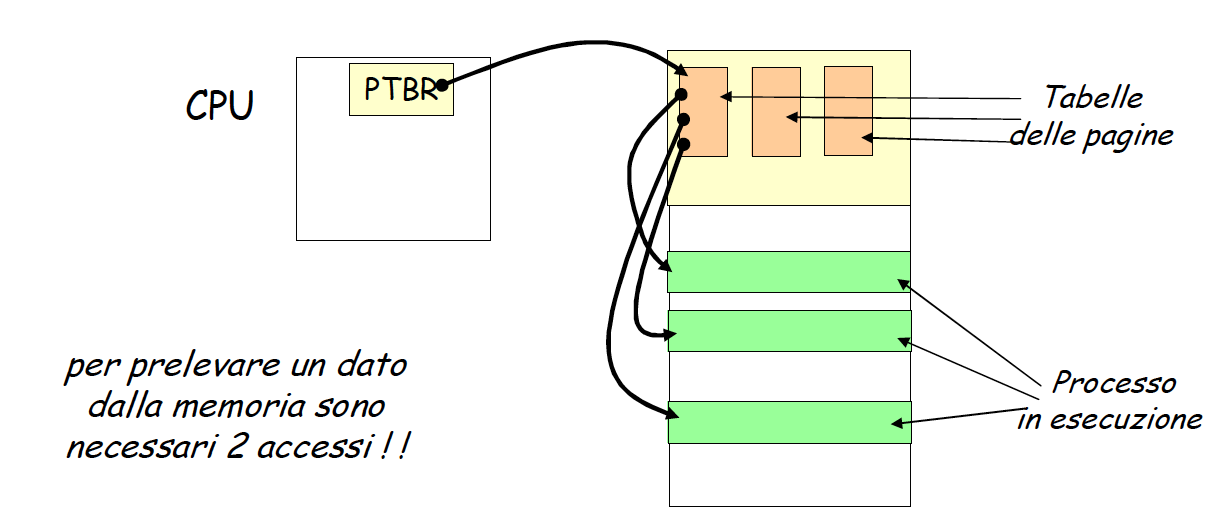 CPU
PTBR
Tabelle
delle pagine
per prelevare un dato
dalla memoria sono
necessari 2 accessi ! !
Processo
in esecuzione